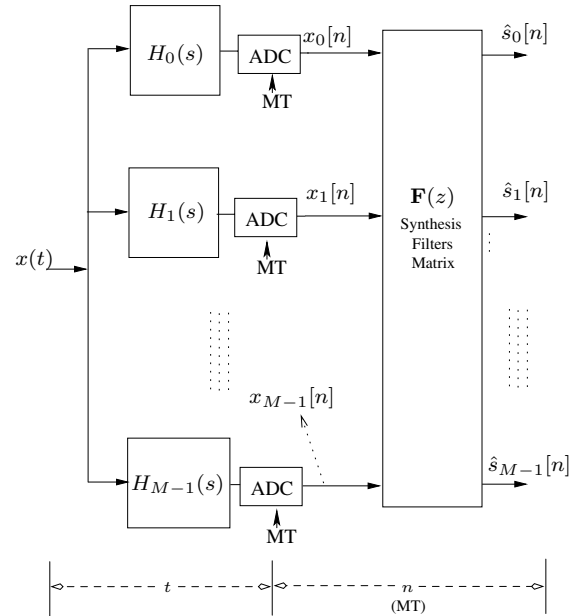 H_0(s)
ADC
x_0[n]
MT
ŝ_0[n]
H_1(s)
ADC
x_1[n]
MT
F(z)
Synthesis
Filters
Matrix
ŝ_1[n]
x(t)
x_{M−1}[n]
H_{M−1}(s)
ADC
MT
ŝ_{M−1}[n]
t
n
(MT)